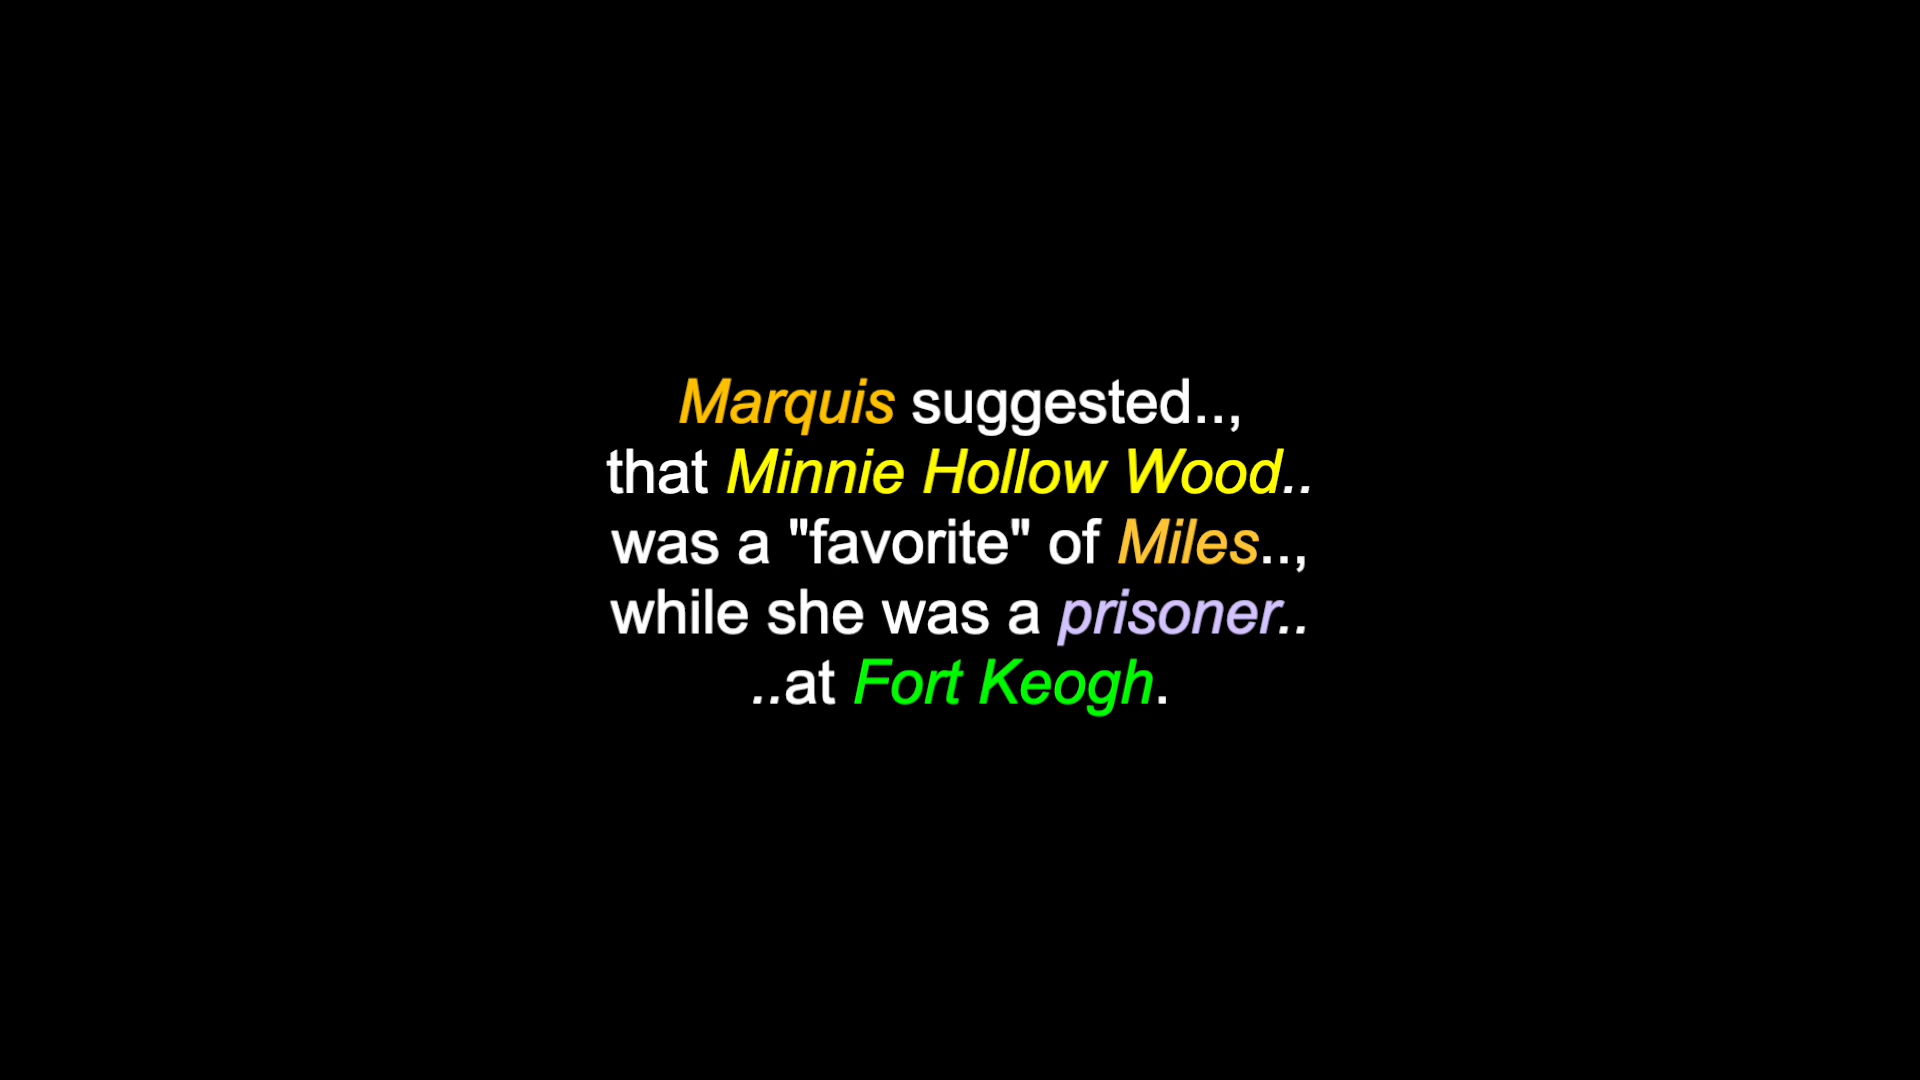 Marquis suggested..,
that Minnie Hollow Wood..
was a "favorite" of Miles..,
while she was a prisoner..
..at Fort Keogh.